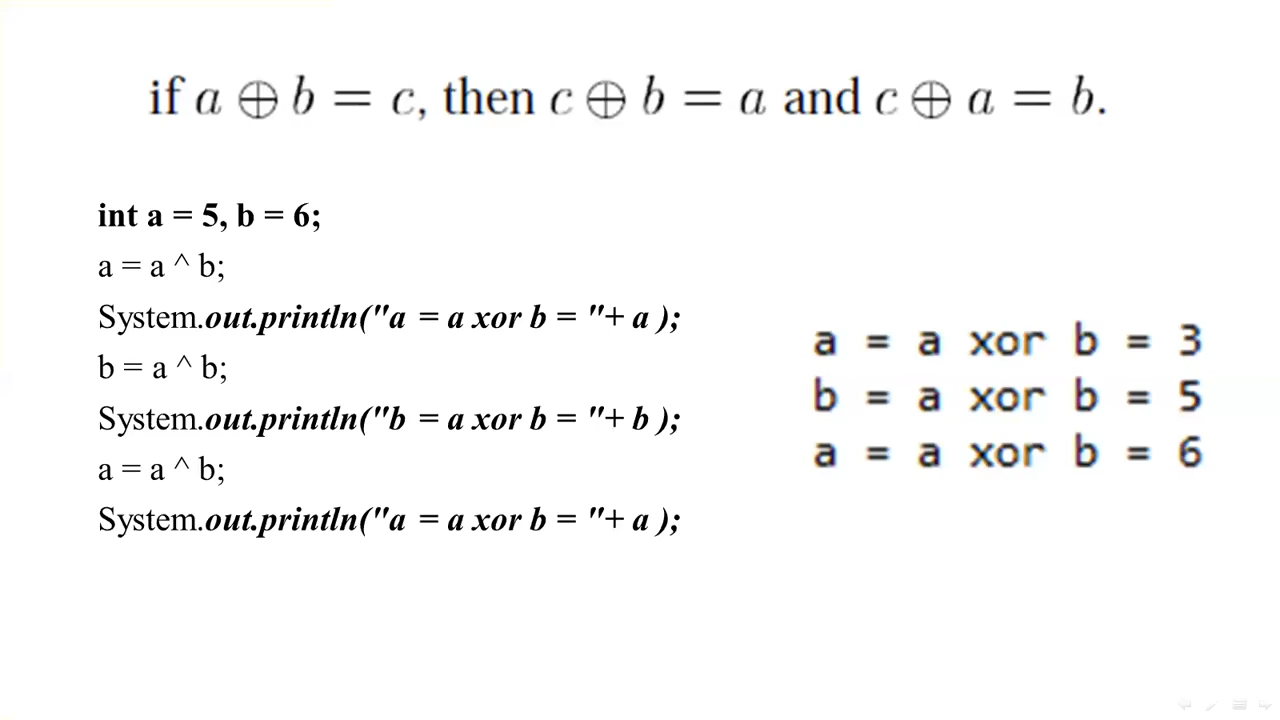 if a ⊕ b = c, then c ⊕ b = a and c ⊕ a = b.
int a = 5, b = 6;
a = a ^ b;
System.out.println("a = a xor b = "+ a );
b = a ^ b;
System.out.println("b = a xor b = "+ b );
a = a ^ b;
System.out.println("a = a xor b = "+ a );
a = a xor b = 3
b = a xor b = 5
a = a xor b = 6